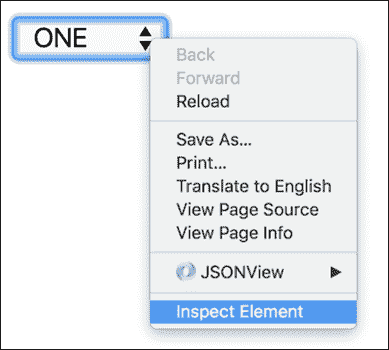 ONE
Back
Forward
Reload
Save As...
Print...
Translate to English
View Page Source
View Page Info
JSONView
Inspect Element